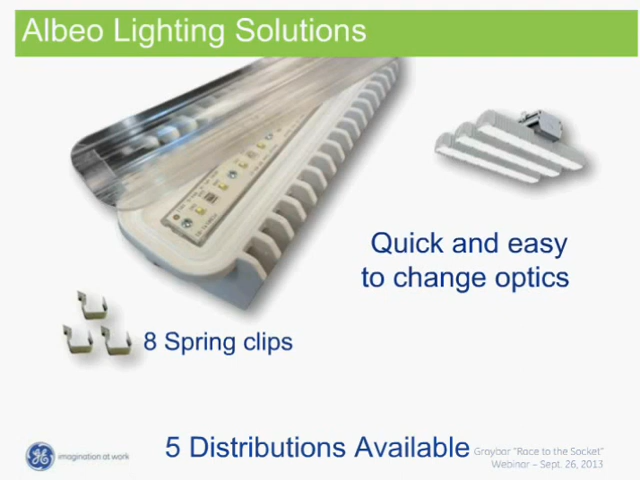 Albeo Lighting Solutions
Quick and easy
to change optics
8 Spring clips
5 Distributions Available
imagination at work
Graybar "Race to the Socket"
Webinar – Sept. 26, 2013